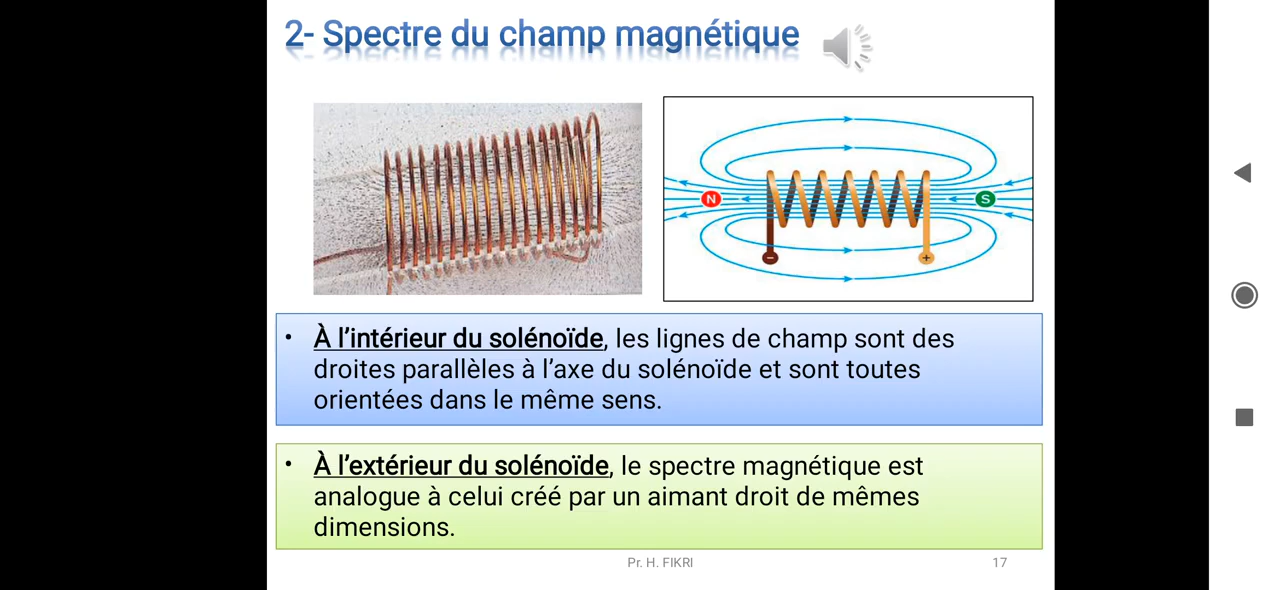 2- Spectre du champ magnétique
N
S
-
+
• À l’intérieur du solénoïde, les lignes de champ sont des
droites parallèles à l’axe du solénoïde et sont toutes
orientées dans le même sens.
• À l’extérieur du solénoïde, le spectre magnétique est
analogue à celui créé par un aimant droit de mêmes
dimensions.
Pr. H. FIKRI
17